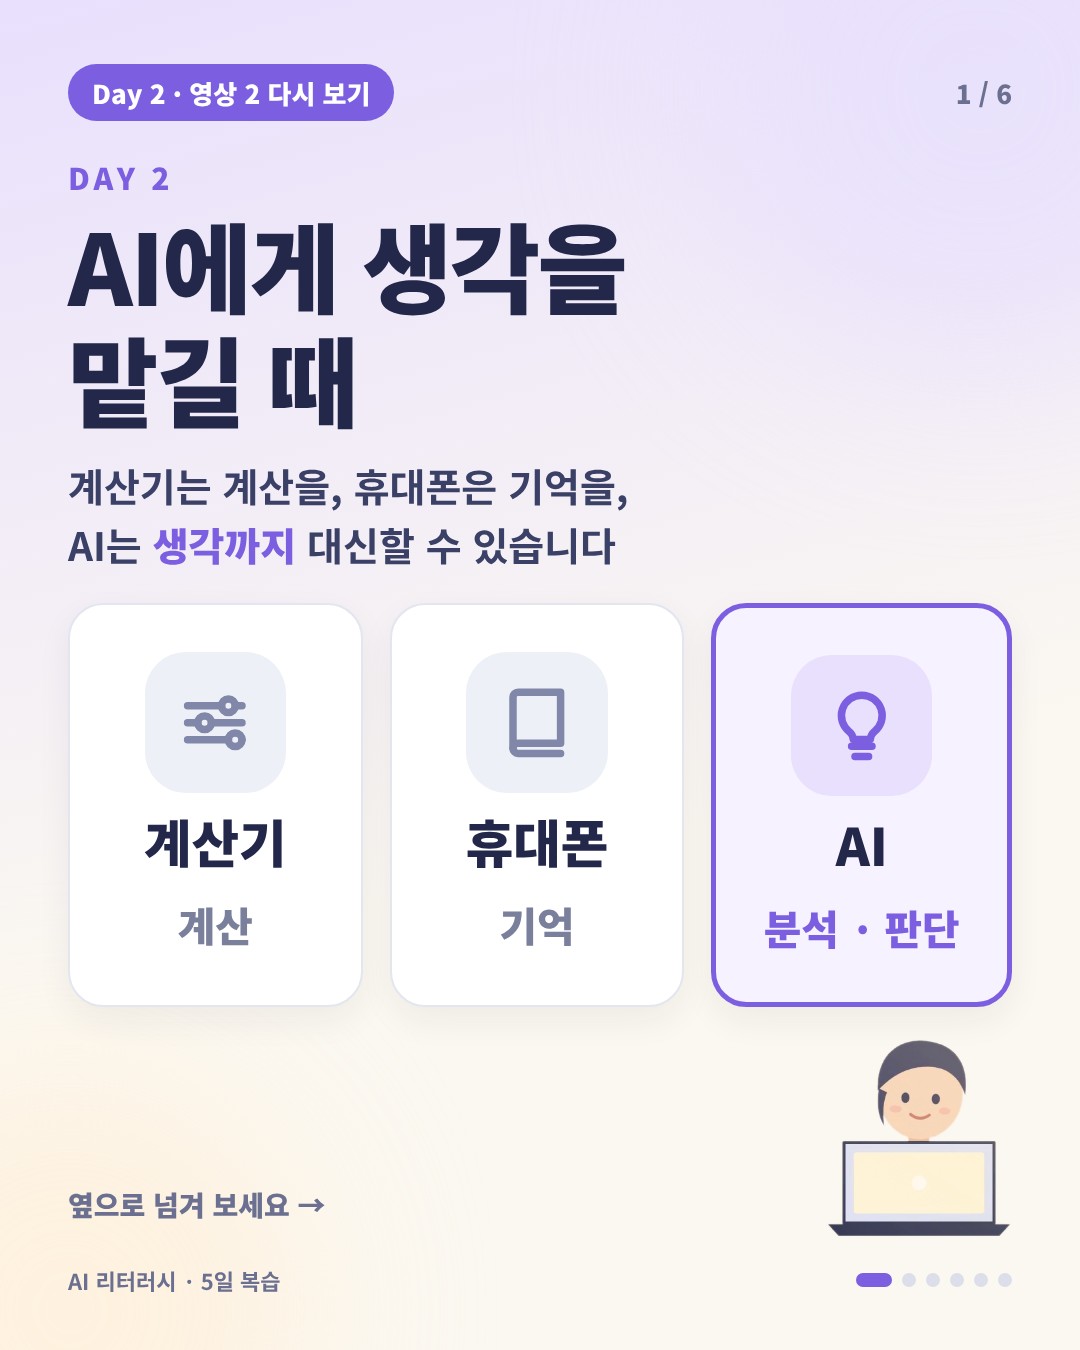 Day 2 · 영상 2 다시 보기
1 / 6
DAY 2
AI에게 생각을
맡길 때
계산기는 계산을, 휴대폰은 기억을,
AI는 생각까지 대신할 수 있습니다
계산기
계산
휴대폰
기억
AI
분석 · 판단
옆으로 넘겨 보세요 →
AI 리터러시 · 5일 복습